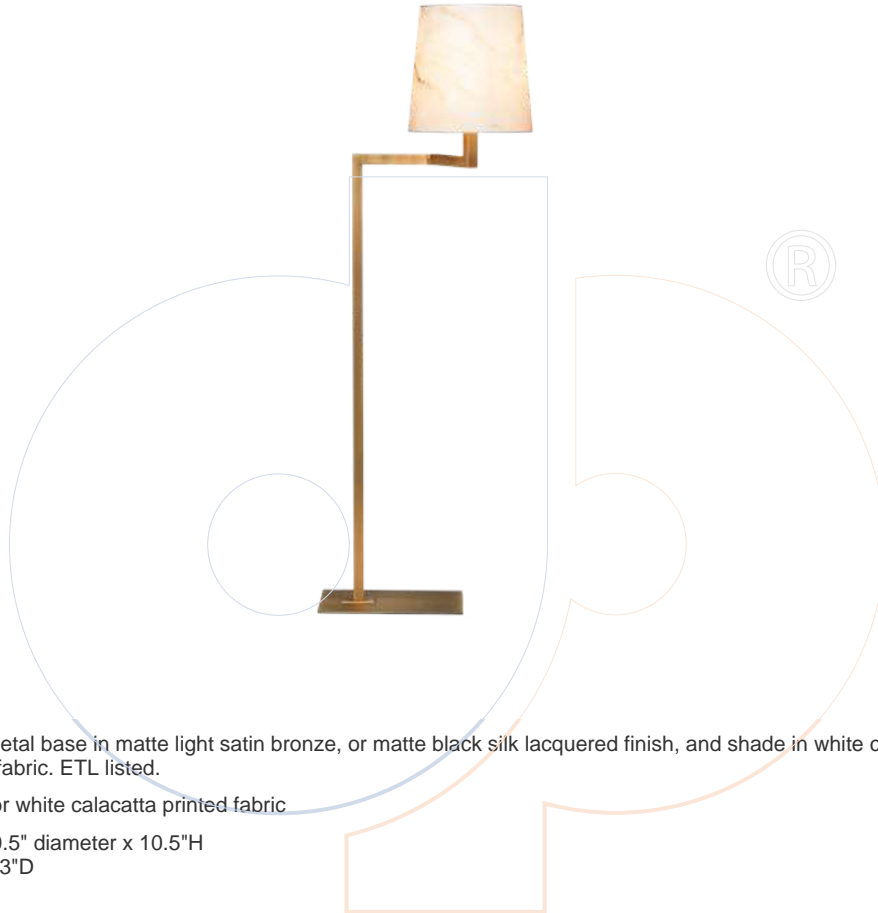 ®
etal base in matte light satin bronze, or matte black silk lacquered finish, and shade in white c
fabric. ETL listed.
or white calacatta printed fabric
.5" diameter x 10.5"H
3"D